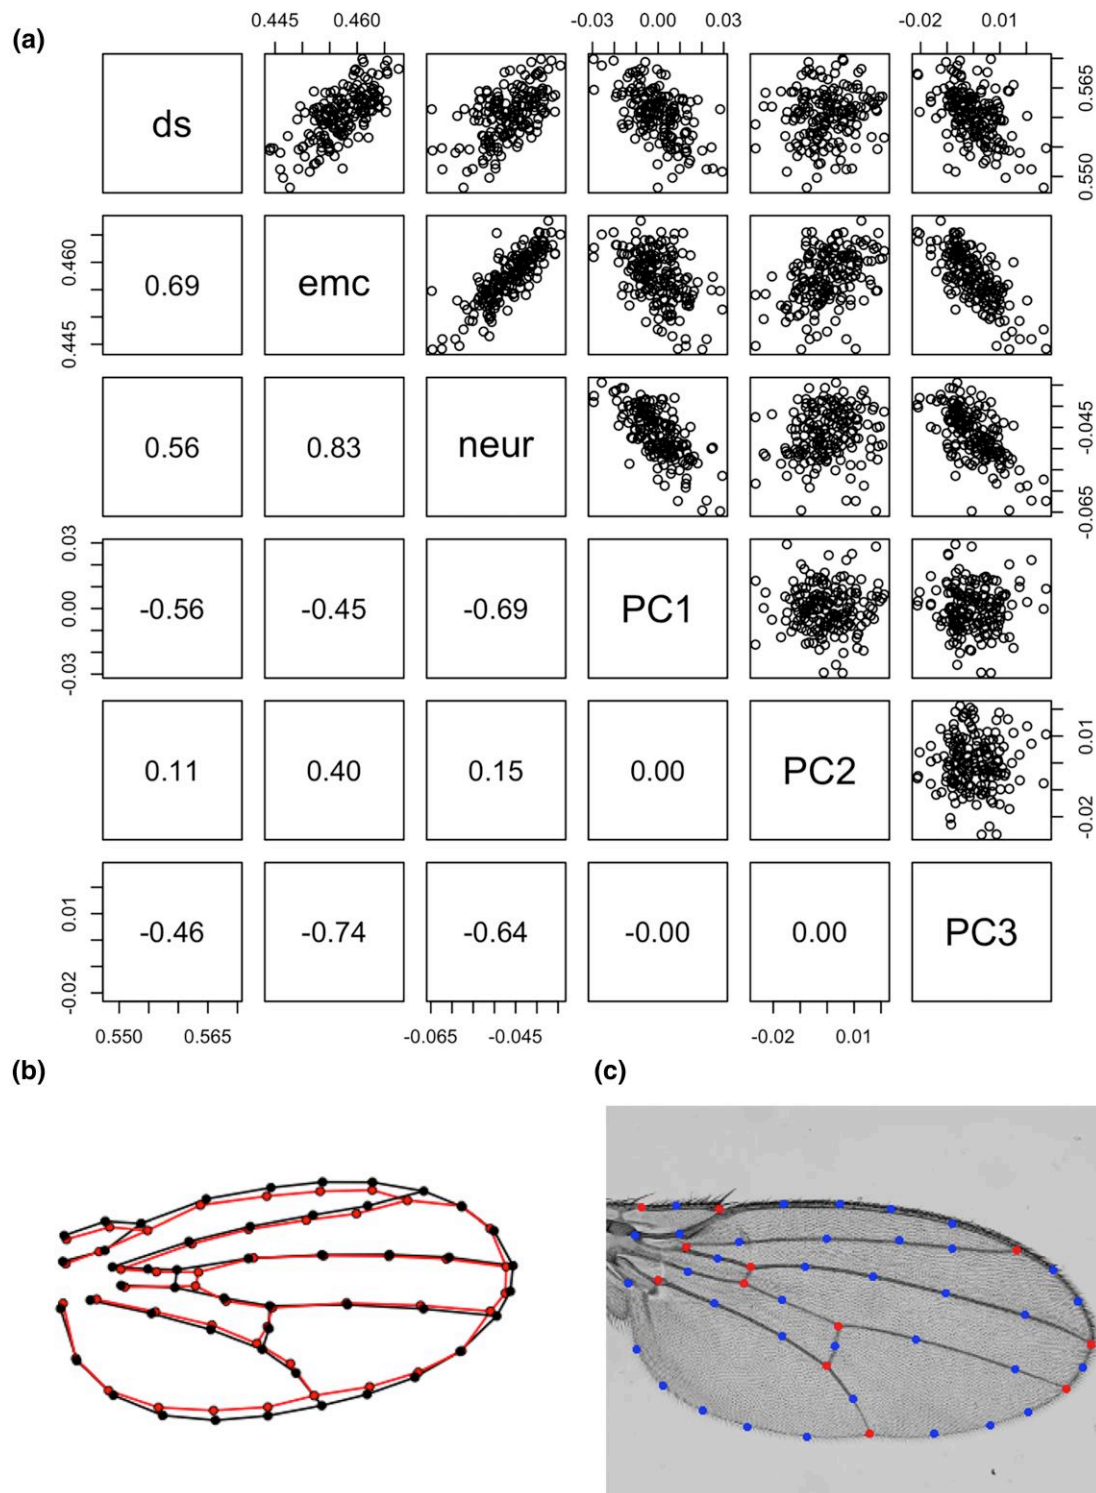 0.445 0.460 -0.03 0.00 0.03 -0.02 0.01
(a)
ds 0.550 0.565
0.445 0.460 0.69 emc
0.56 0.83 neur -0.065 -0.045
-0.03 0.00 0.03 -0.56 -0.45 -0.69 PC1
0.11 0.40 0.15 0.00 PC2 -0.02 0.01
-0.02 0.01 -0.46 -0.74 -0.64 -0.00 0.00 PC3
0.550 0.565 -0.065 -0.045 -0.02 0.01
(b) (c)